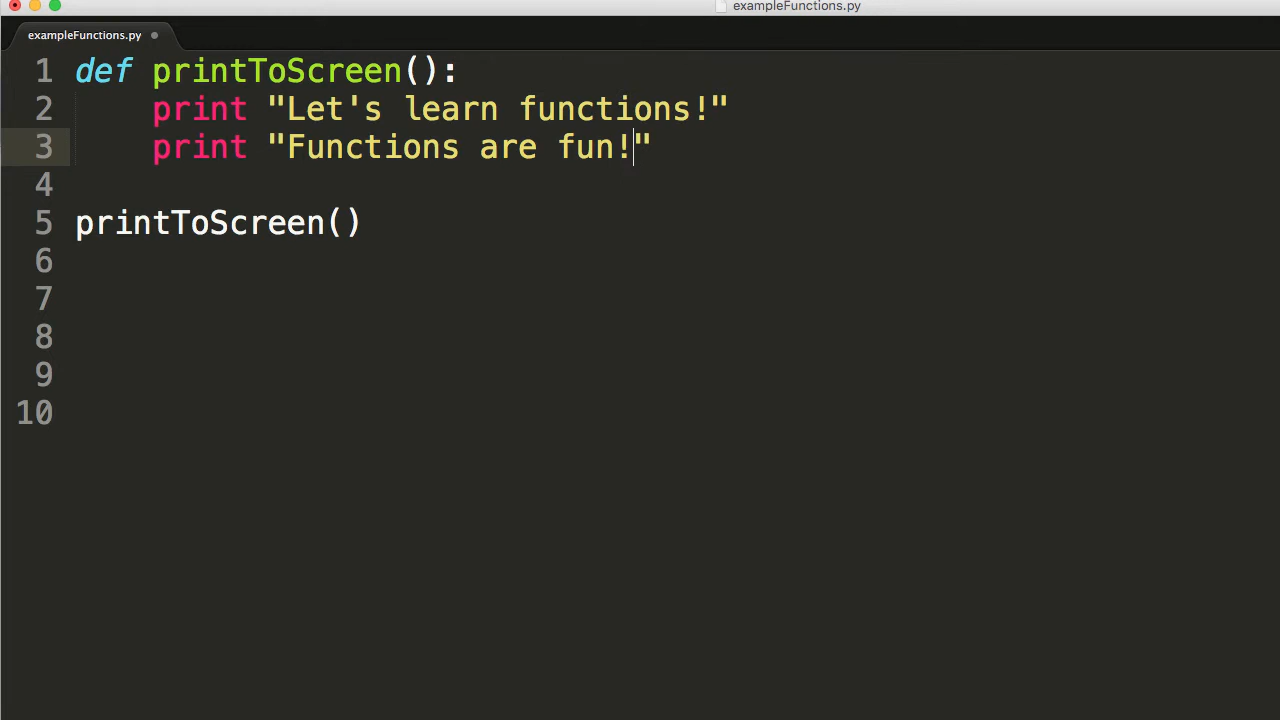 exampleFunctions.py
exampleFunctions.py
1 def printToScreen():
2 print "Let's learn functions!"
3 print "Functions are fun!"
4
5 printToScreen()
6
7
8
9
10